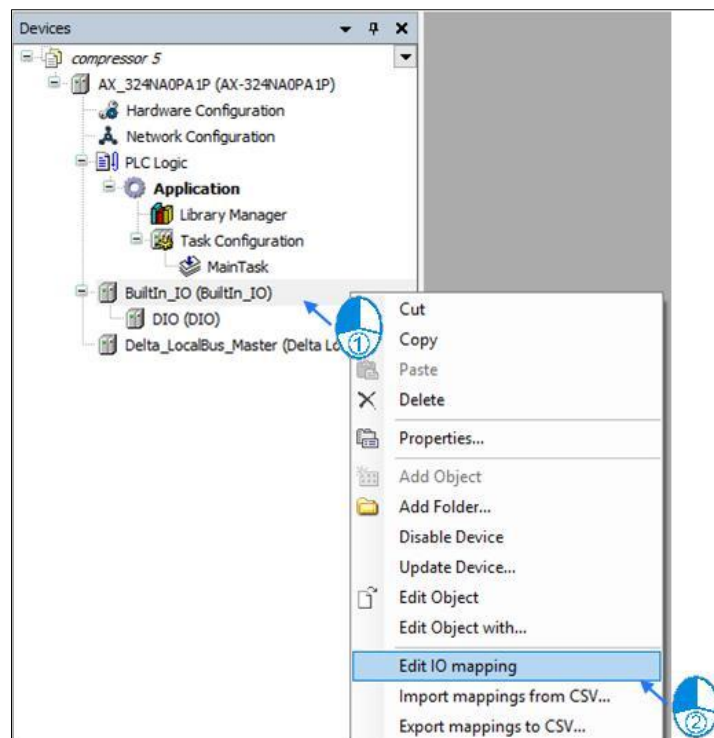 Devices
compressor 5
AX_324NA0PA1P (AX-324NA0PA1P)
Hardware Configuration
Network Configuration
PLC Logic
Application
Library Manager
Task Configuration
MainTask
BuiltIn_IO (BuiltIn_IO)
DIO (DIO)
Delta_LocalBus_Master (Delta Lo
1
Cut
Copy
Paste
Delete
Properties...
Add Object
Add Folder...
Disable Device
Update Device...
Edit Object
Edit Object with...
Edit IO mapping
Import mappings from CSV...
Export mappings to CSV...
2